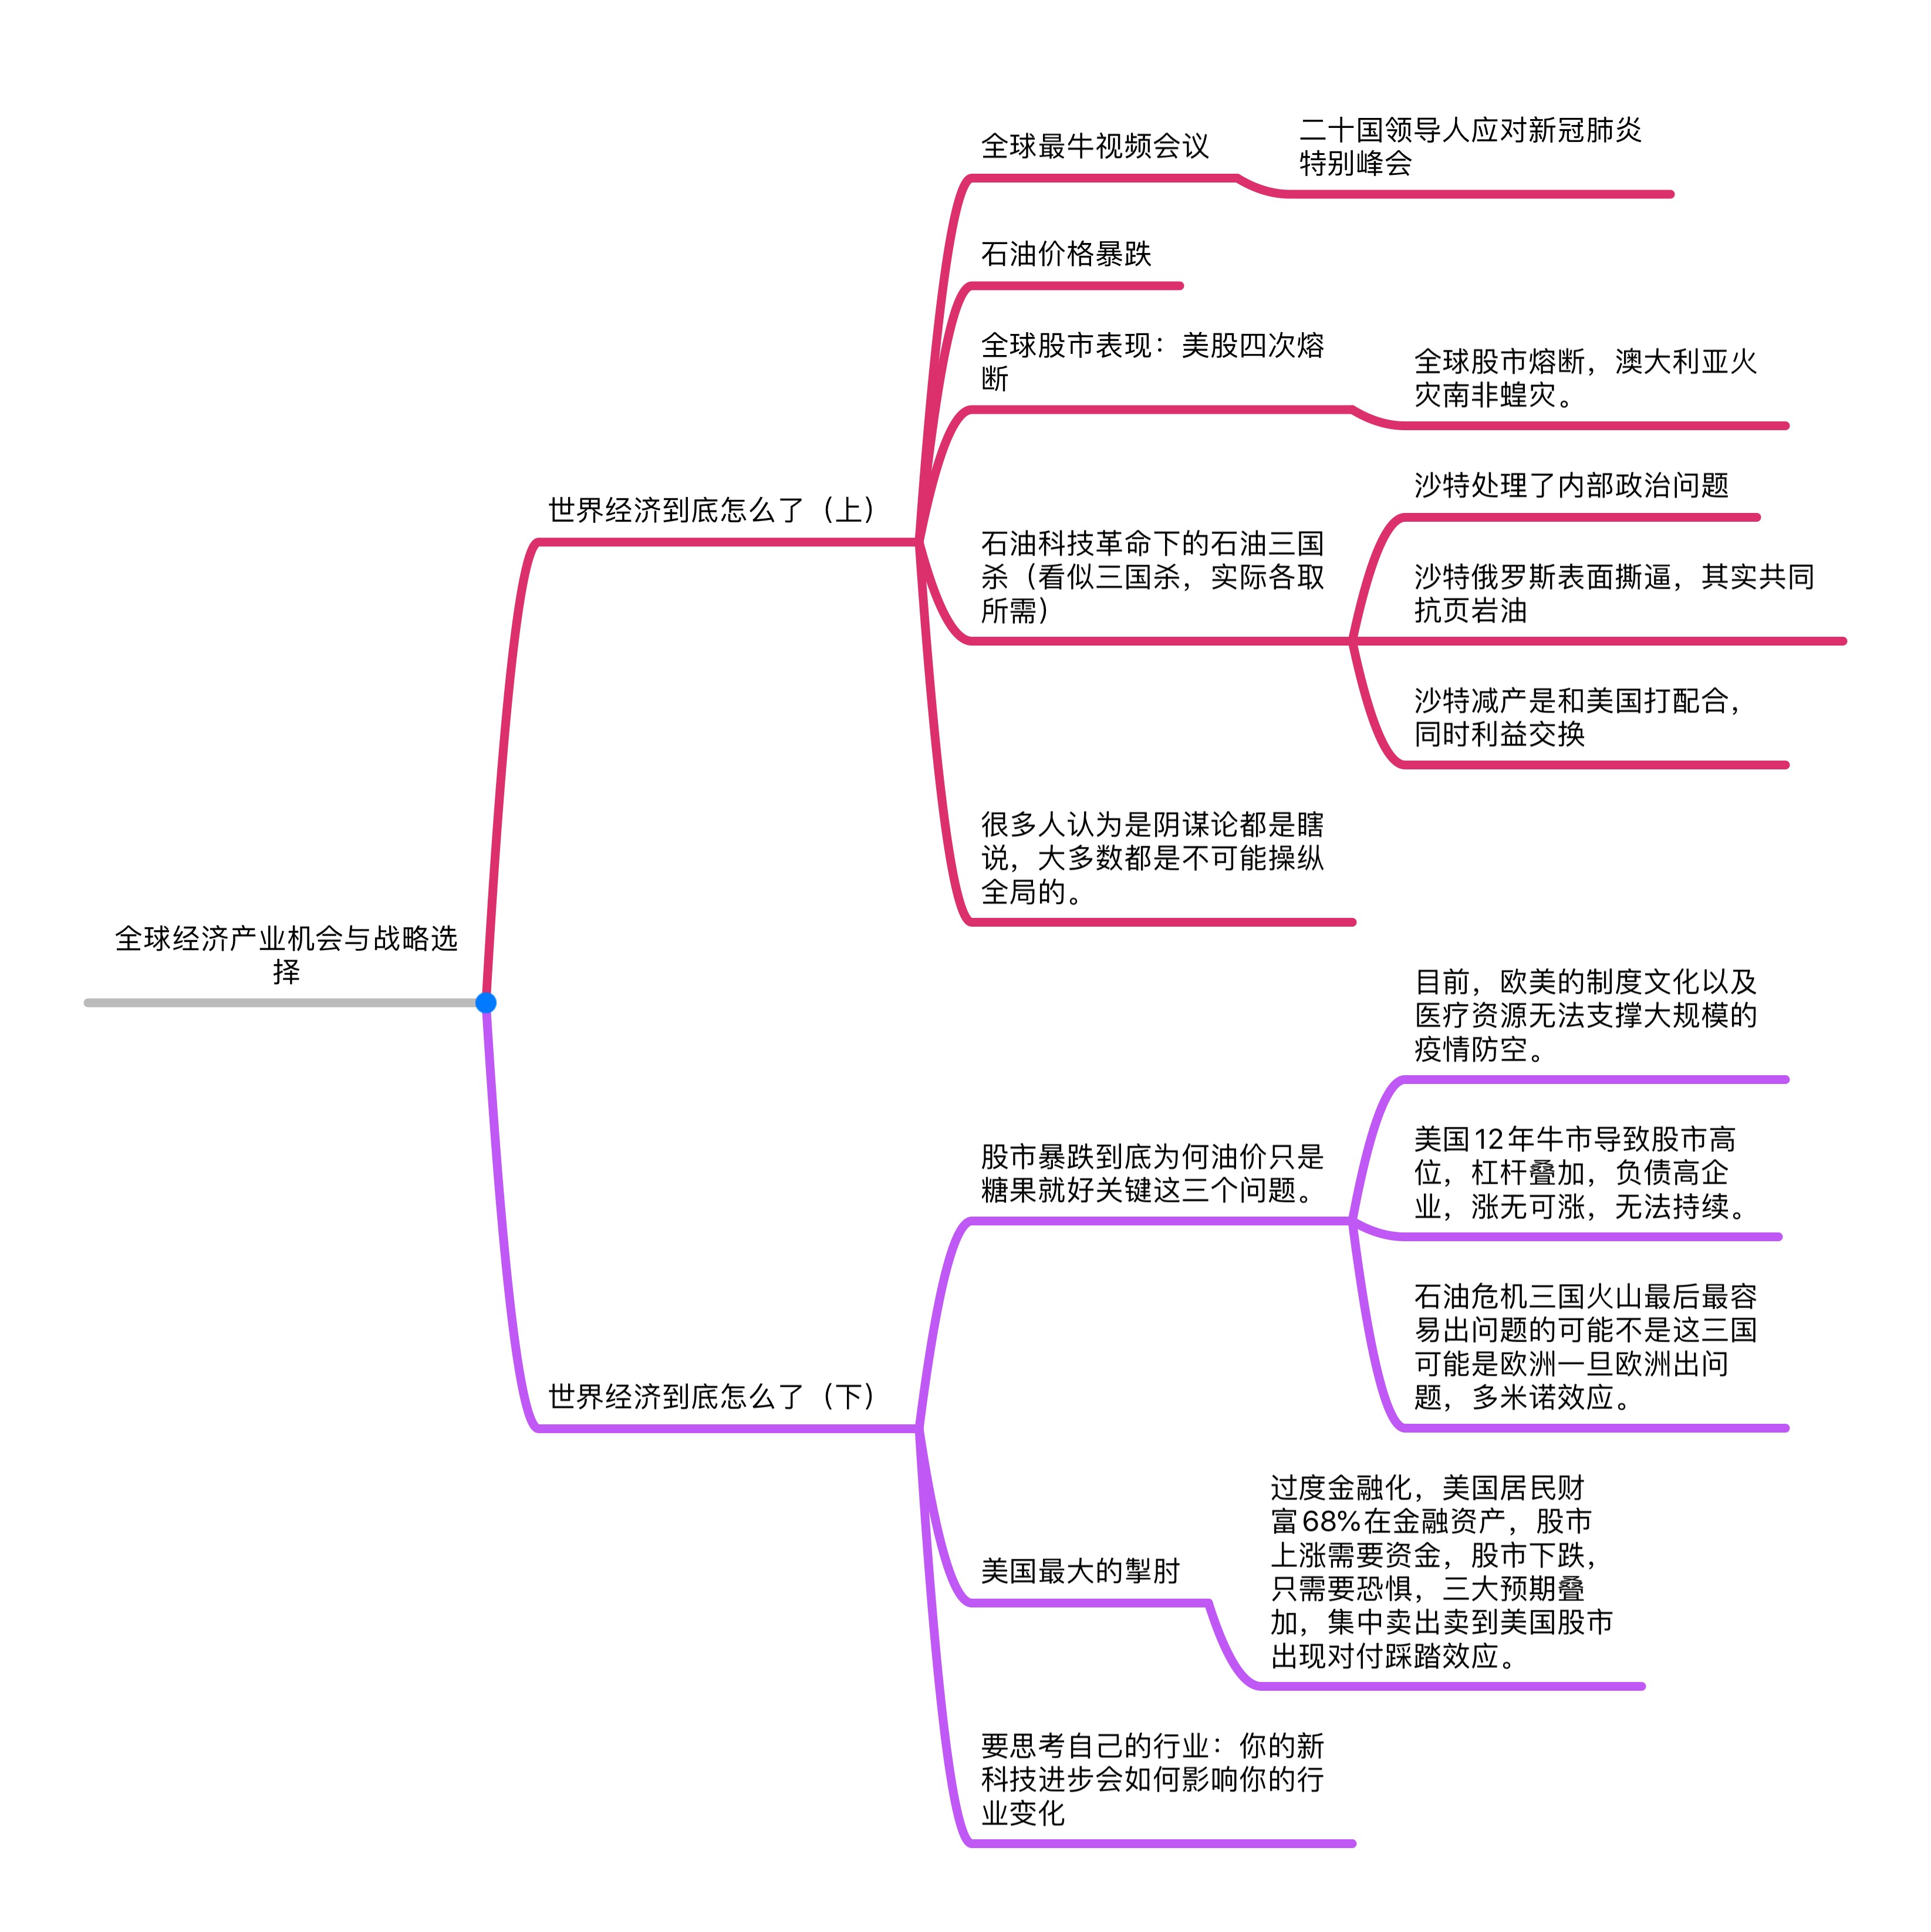 全球经济产业机会与战略选
择
世界经济到底怎么了（上）
全球最牛视频会议
二十国领导人应对新冠肺炎
特别峰会
石油价格暴跌
全球股市表现：美股四次熔
断
全球股市熔断，澳大利亚火
灾南非蝗灾。
石油科技革命下的石油三国
杀（看似三国杀，实际各取
所需）
沙特处理了内部政治问题
沙特俄罗斯表面撕逼，其实共同
抗页岩油
沙特减产是和美国打配合，
同时利益交换
很多人认为是阴谋论都是瞎
说，大多数都是不可能操纵
全局的。
世界经济到底怎么了（下）
股市暴跌到底为何油价只是
糖果就好关键这三个问题。
目前，欧美的制度文化以及
医疗资源无法支撑大规模的
疫情防空。
美国12年牛市导致股市高
位，杠杆叠加，负债高企
业，涨无可涨，无法持续。
石油危机三国火山最后最容
易出问题的可能不是这三国
可能是欧洲一旦欧洲出问
题，多米诺效应。
美国最大的掣肘
过度金融化，美国居民财
富68%在金融资产，股市
上涨需要资金，股市下跌，
只需要恐惧，三大预期叠
加，集中卖出卖到美国股市
出现对付踩踏效应。
要思考自己的行业：你的新
科技进步会如何影响你的行
业变化